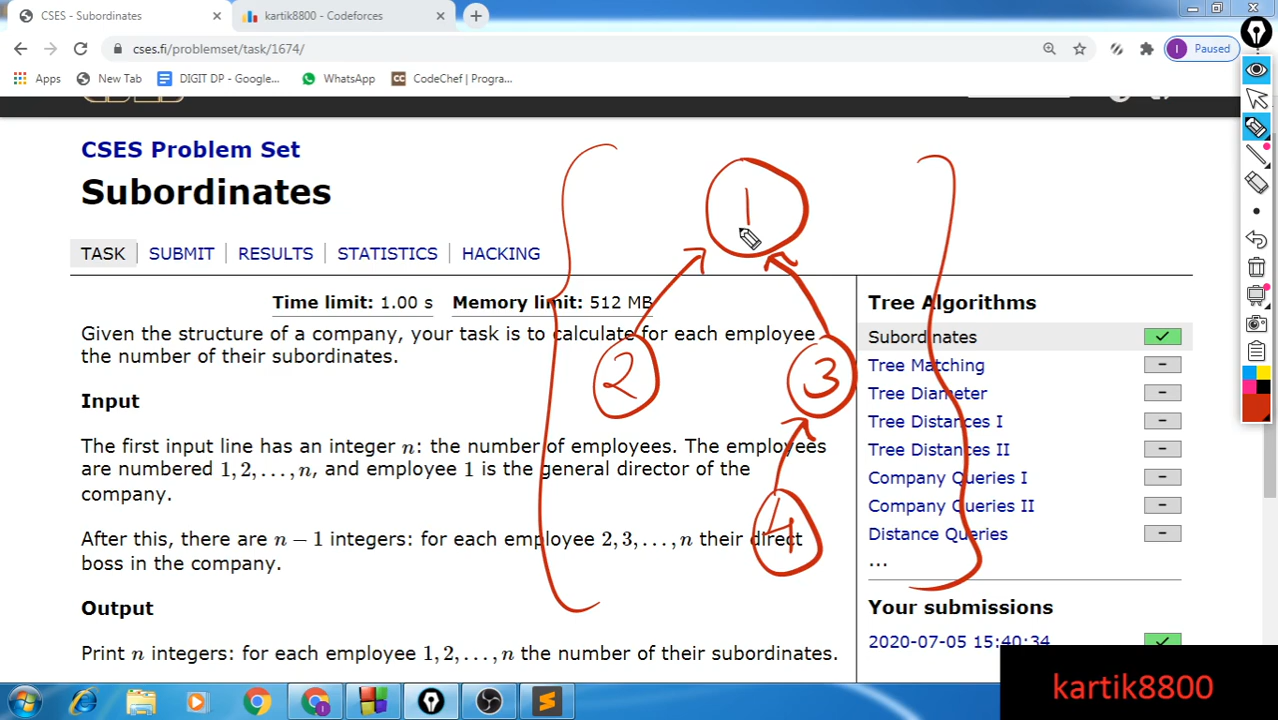 CSES - Subordinates
kartik8800 - Codeforces
cses.fi/problemset/task/1674/
I Paused
Apps New Tab DIGIT DP - Google... WhatsApp CC CodeChef | Progra...
CSES Problem Set
Subordinates
TASK SUBMIT RESULTS STATISTICS HACKING
Time limit: 1.00 s Memory limit: 512 MB
Given the structure of a company, your task is to calculate for each employee
the number of their subordinates.
Input
The first input line has an integer n: the number of employees. The employees
are numbered 1, 2, ..., n, and employee 1 is the general director of the
company.
After this, there are n − 1 integers: for each employee 2, 3, ..., n their direct
boss in the company.
Output
Print n integers: for each employee 1, 2, ..., n the number of their subordinates.
1
2
3
4
Tree Algorithms
Subordinates
Tree Matching
Tree Diameter
Tree Distances I
Tree Distances II
Company Queries I
Company Queries II
Distance Queries
...
Your submissions
2020-07-05 15:40:34
kartik8800